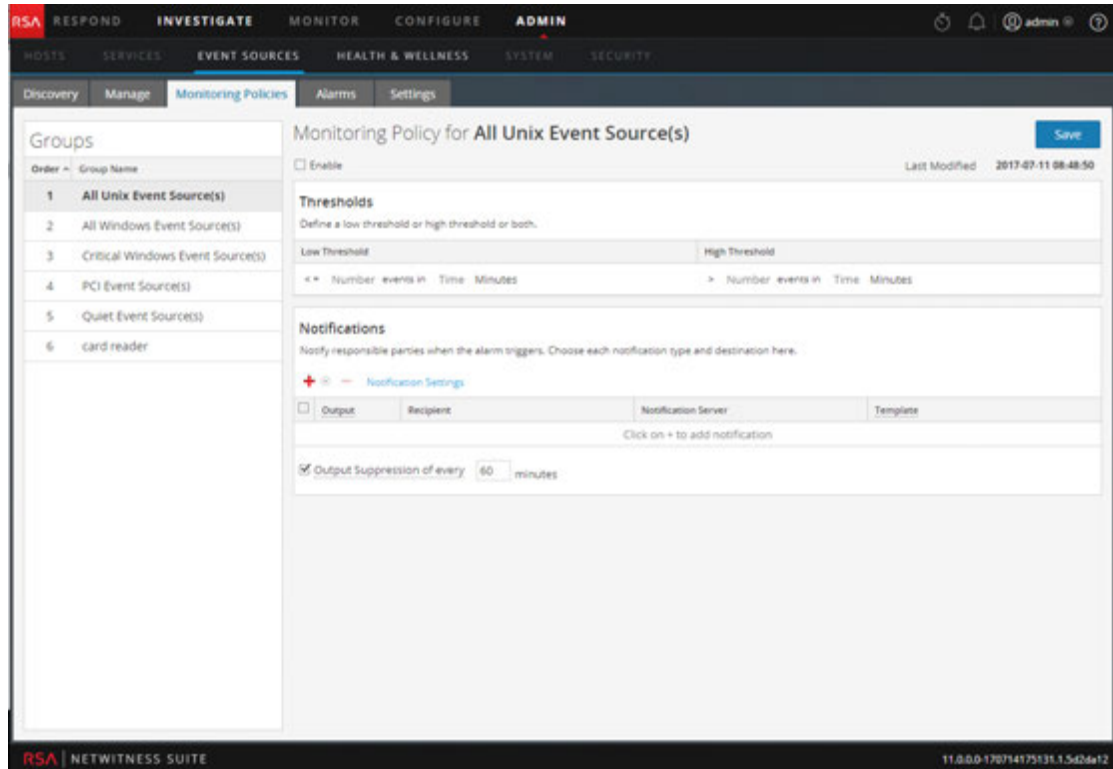 RSA RESPOND INVESTIGATE MONITOR CONFIGURE ADMIN admin
HOSTS SERVICES EVENT SOURCES HEALTH & WELLNESS SYSTEM SECURITY
Discovery Manage Monitoring Policies Alarms Settings
Groups
Order Group Name
1 All Unix Event Source(s)
2 All Windows Event Source(s)
3 Critical Windows Event Source(s)
4 PCI Event Source(s)
5 Quiet Event Source(s)
6 card reader
Monitoring Policy for All Unix Event Source(s) Save
Enable Last Modified 2017-07-11 08:48:50
Thresholds
Define a low threshold or high threshold or both.
Low Threshold High Threshold
<= Number events in Time Minutes > Number events in Time Minutes
Notifications
Notify responsible parties when the alarm triggers. Choose each notification type and destination here.
Notification Settings
Output Recipient Notification Server Template
Click on + to add notification
Output Suppression of every 60 minutes
RSA NETWITNESS SUITE 11.0.0.0-170714175131.1.5d2da12